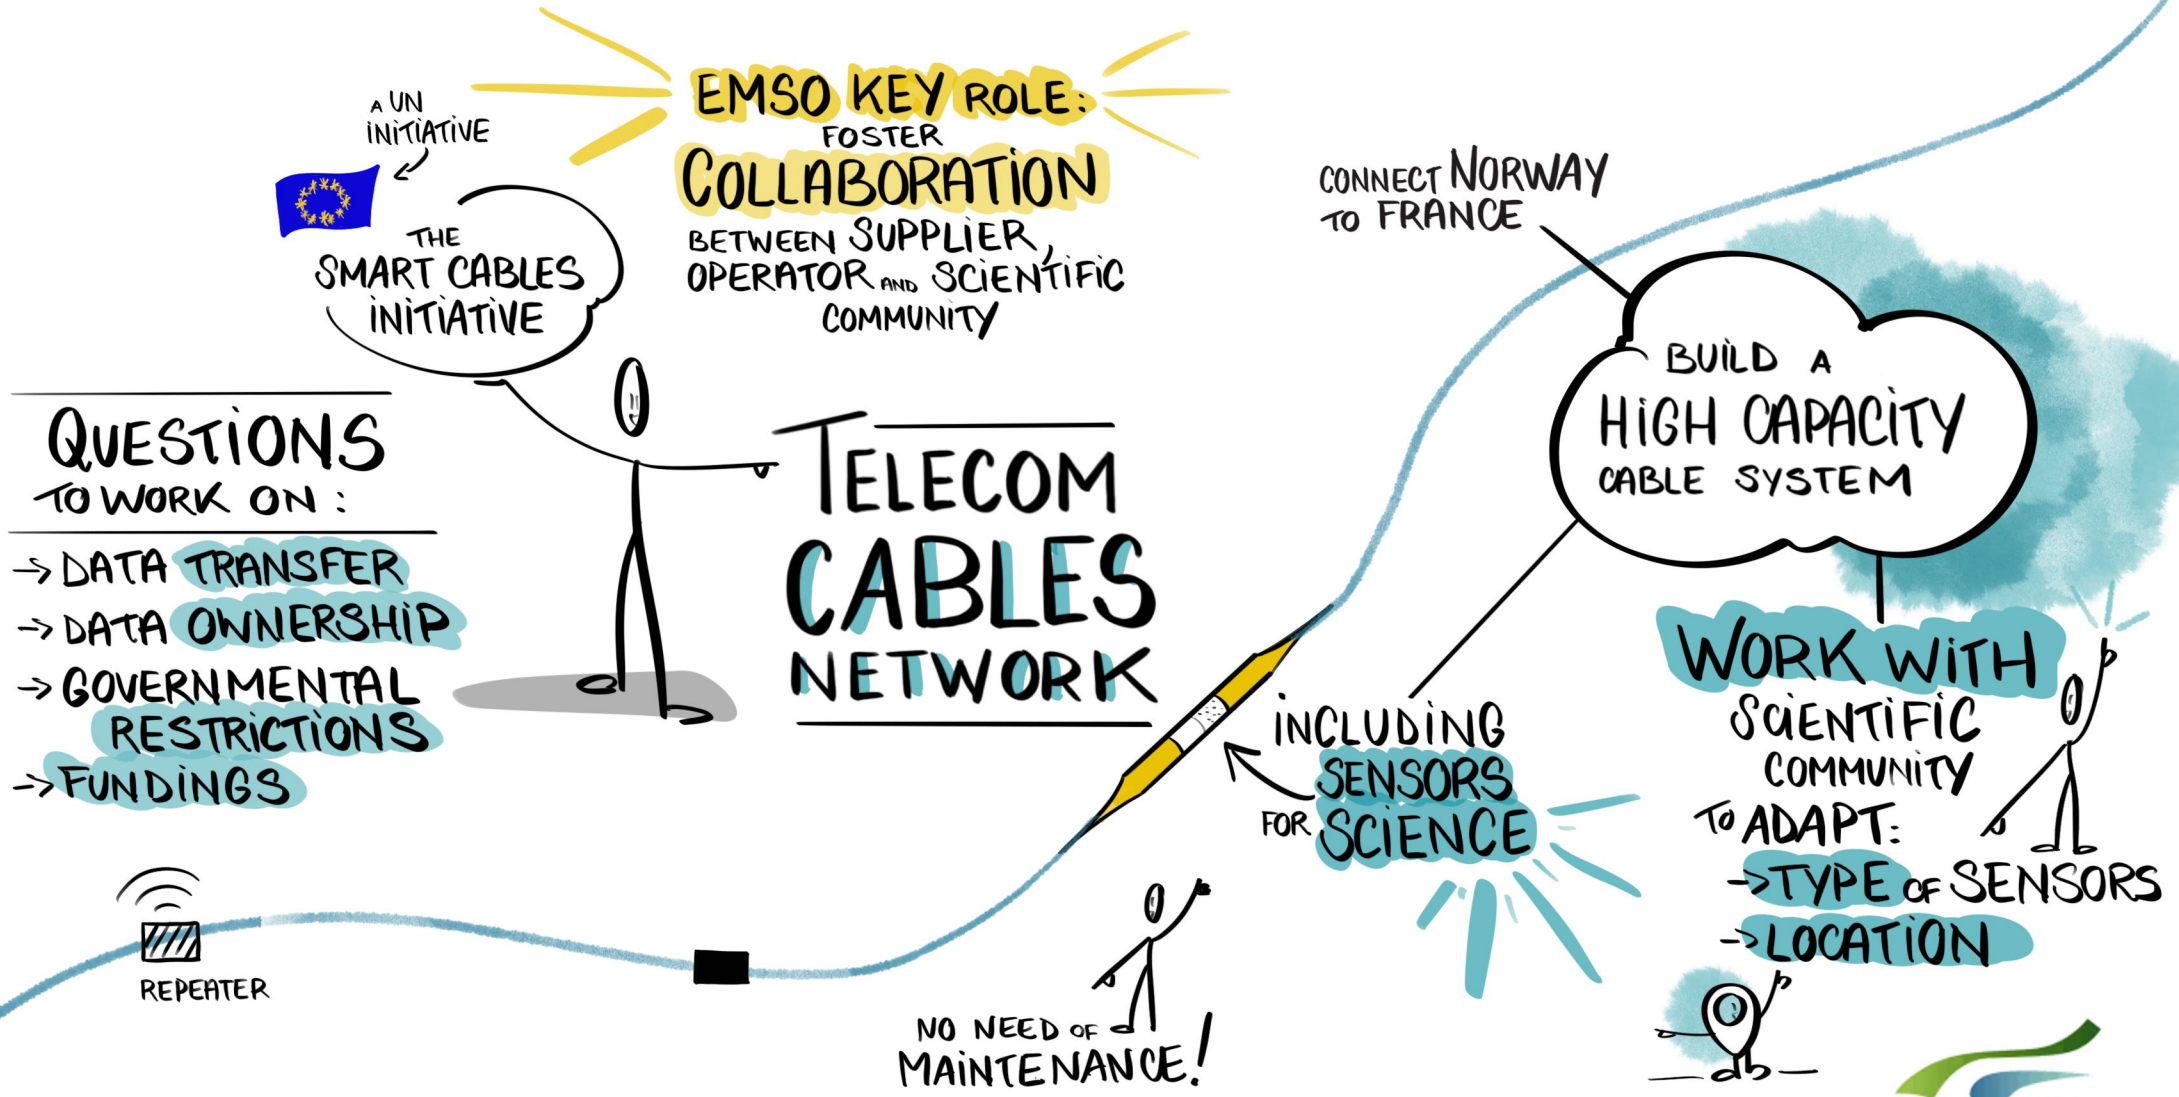 A UN
INITIATIVE
THE
SMART CABLES
INITIATIVE
EMSO KEY ROLE:
FOSTER
COLLABORATION
BETWEEN SUPPLIER,
OPERATOR AND SCIENTIFIC
COMMUNITY
QUESTIONS
TO WORK ON:
→ DATA TRANSFER
→ DATA OWNERSHIP
→ GOVERNMENTAL
RESTRICTIONS
→ FUNDINGS
TELECOM
CABLES
NETWORK
CONNECT NORWAY
TO FRANCE
BUILD A
HIGH CAPACITY
CABLE SYSTEM
INCLUDING
SENSORS
FOR SCIENCE
WORK WITH
SCIENTIFIC
COMMUNITY
TO ADAPT:
→ TYPE OF SENSORS
→ LOCATION
REPEATER
NO NEED OF
MAINTENANCE!